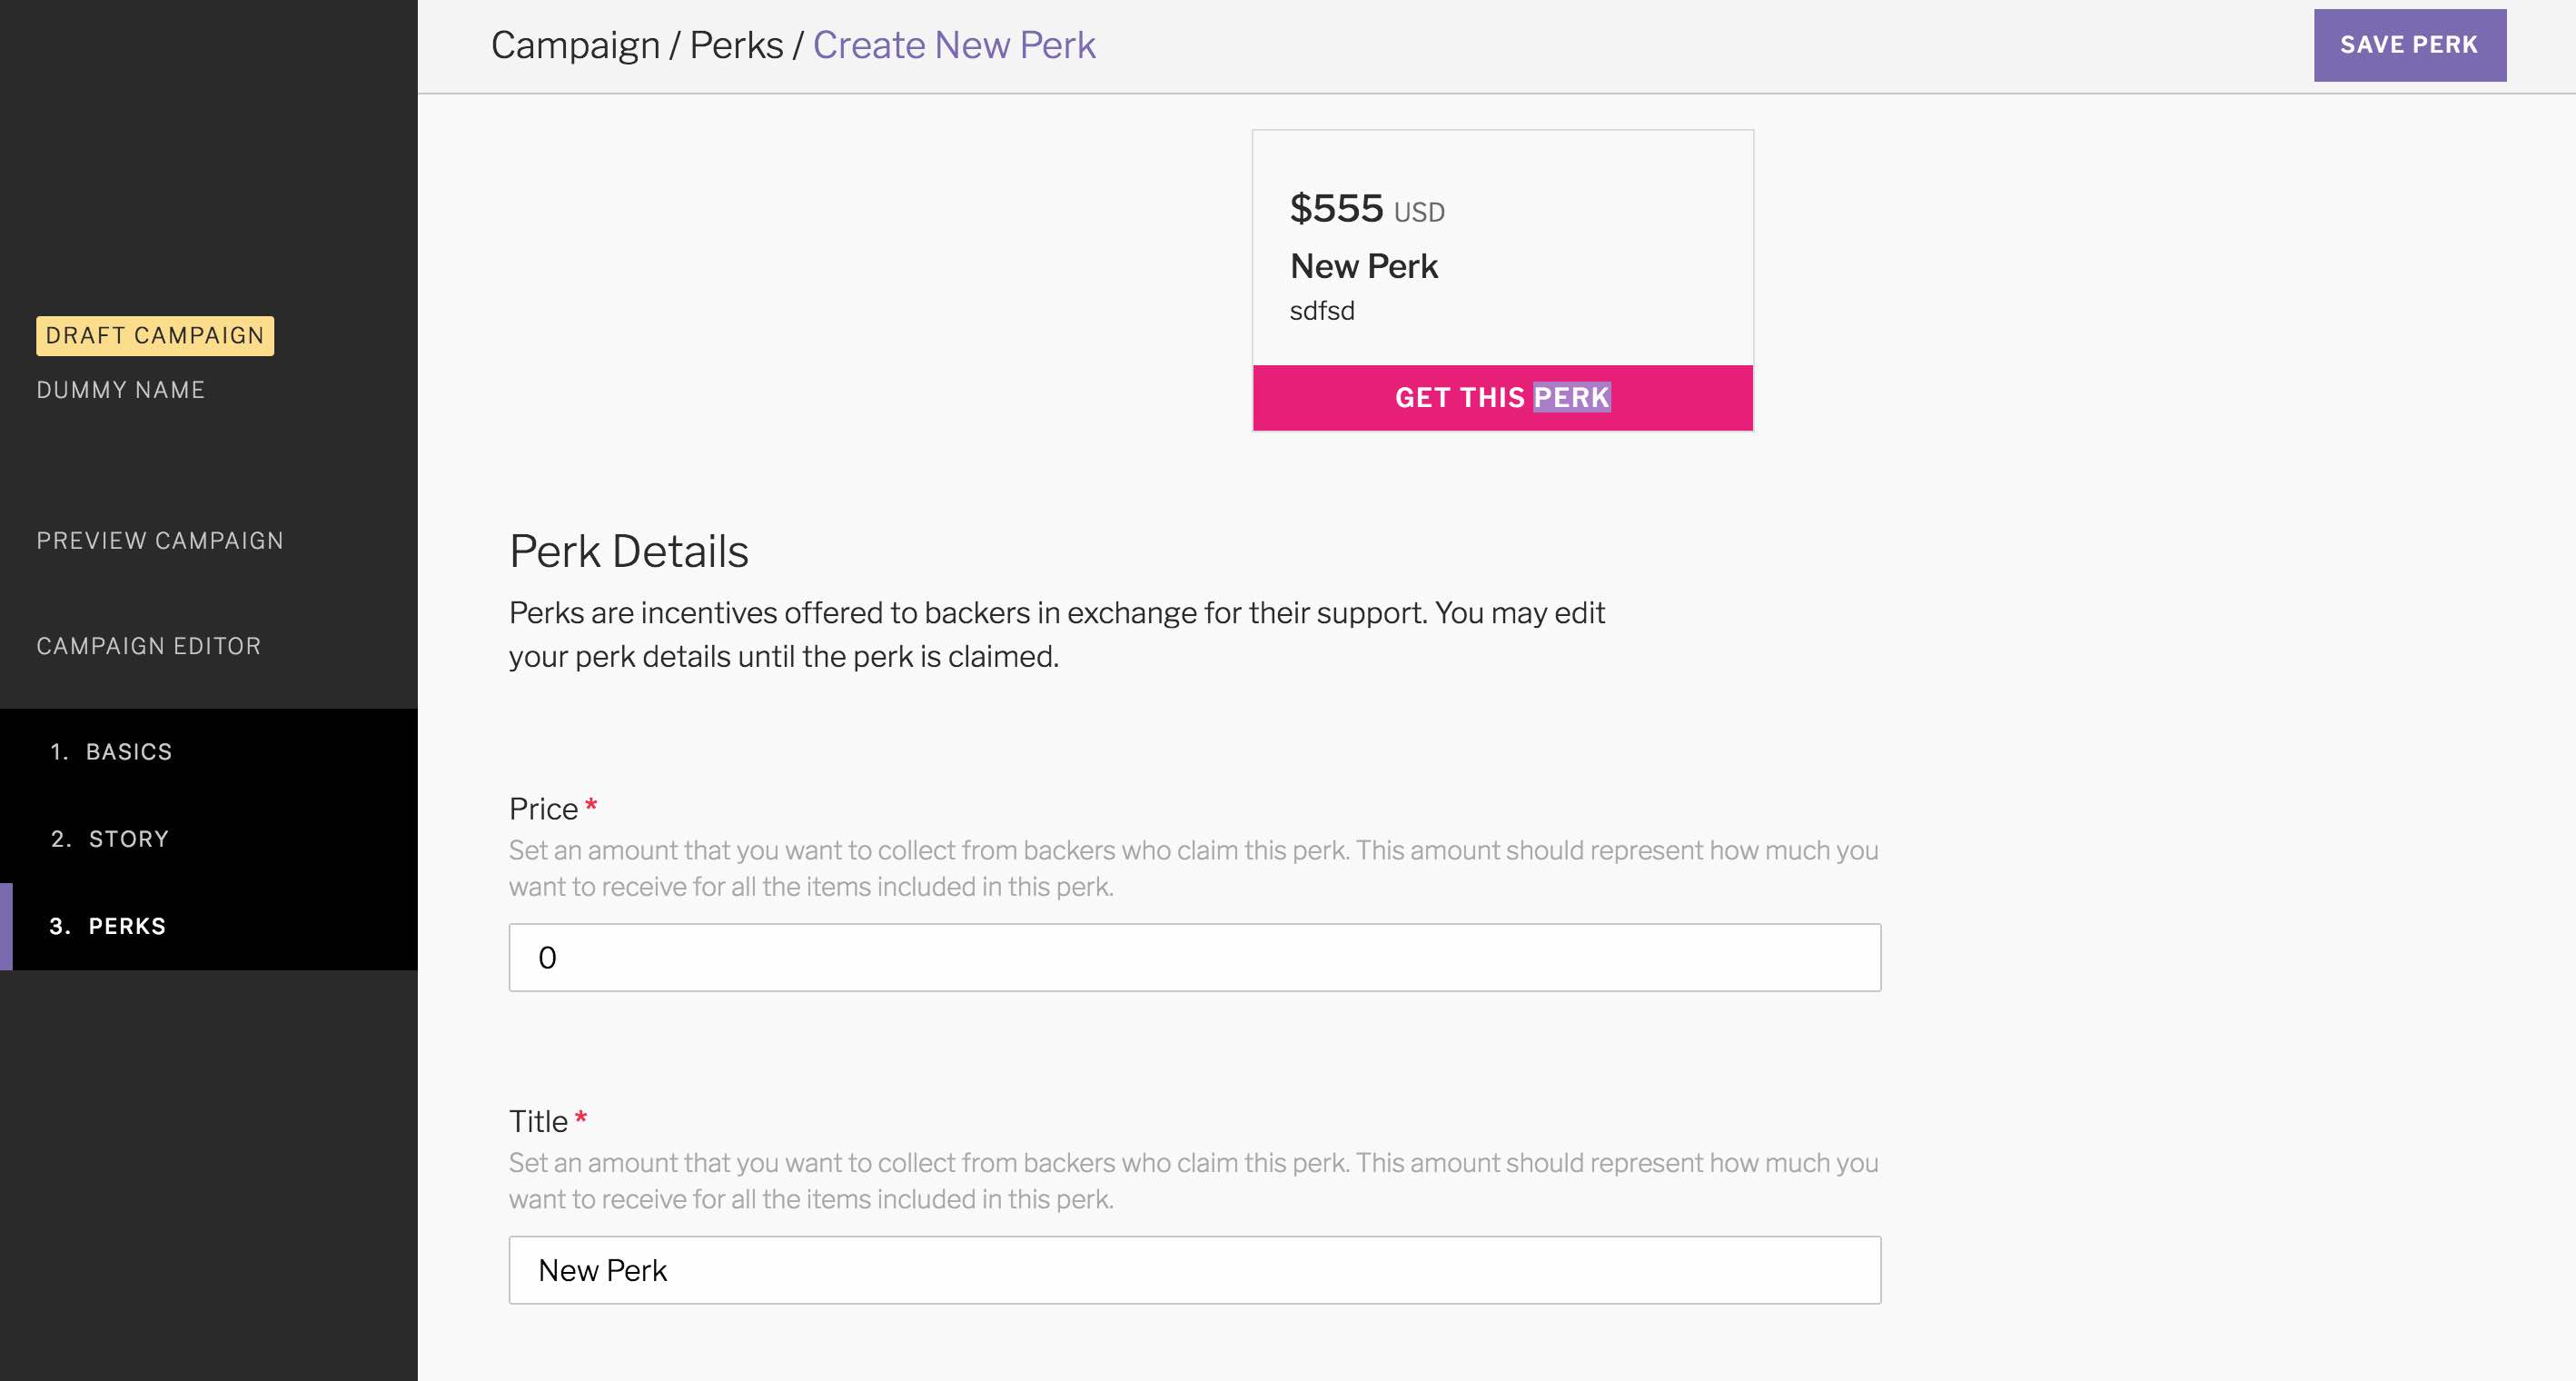 Campaign / Perks / Create New Perk
SAVE PERK
DRAFT CAMPAIGN
DUMMY NAME
PREVIEW CAMPAIGN
CAMPAIGN EDITOR
1. BASICS
2. STORY
3. PERKS
$555 USD
New Perk
sdfsd
GET THIS PERK
Perk Details
Perks are incentives offered to backers in exchange for their support. You may edit
your perk details until the perk is claimed.
Price *
Set an amount that you want to collect from backers who claim this perk. This amount should represent how much you
want to receive for all the items included in this perk.
0
Title *
Set an amount that you want to collect from backers who claim this perk. This amount should represent how much you
want to receive for all the items included in this perk.
New Perk